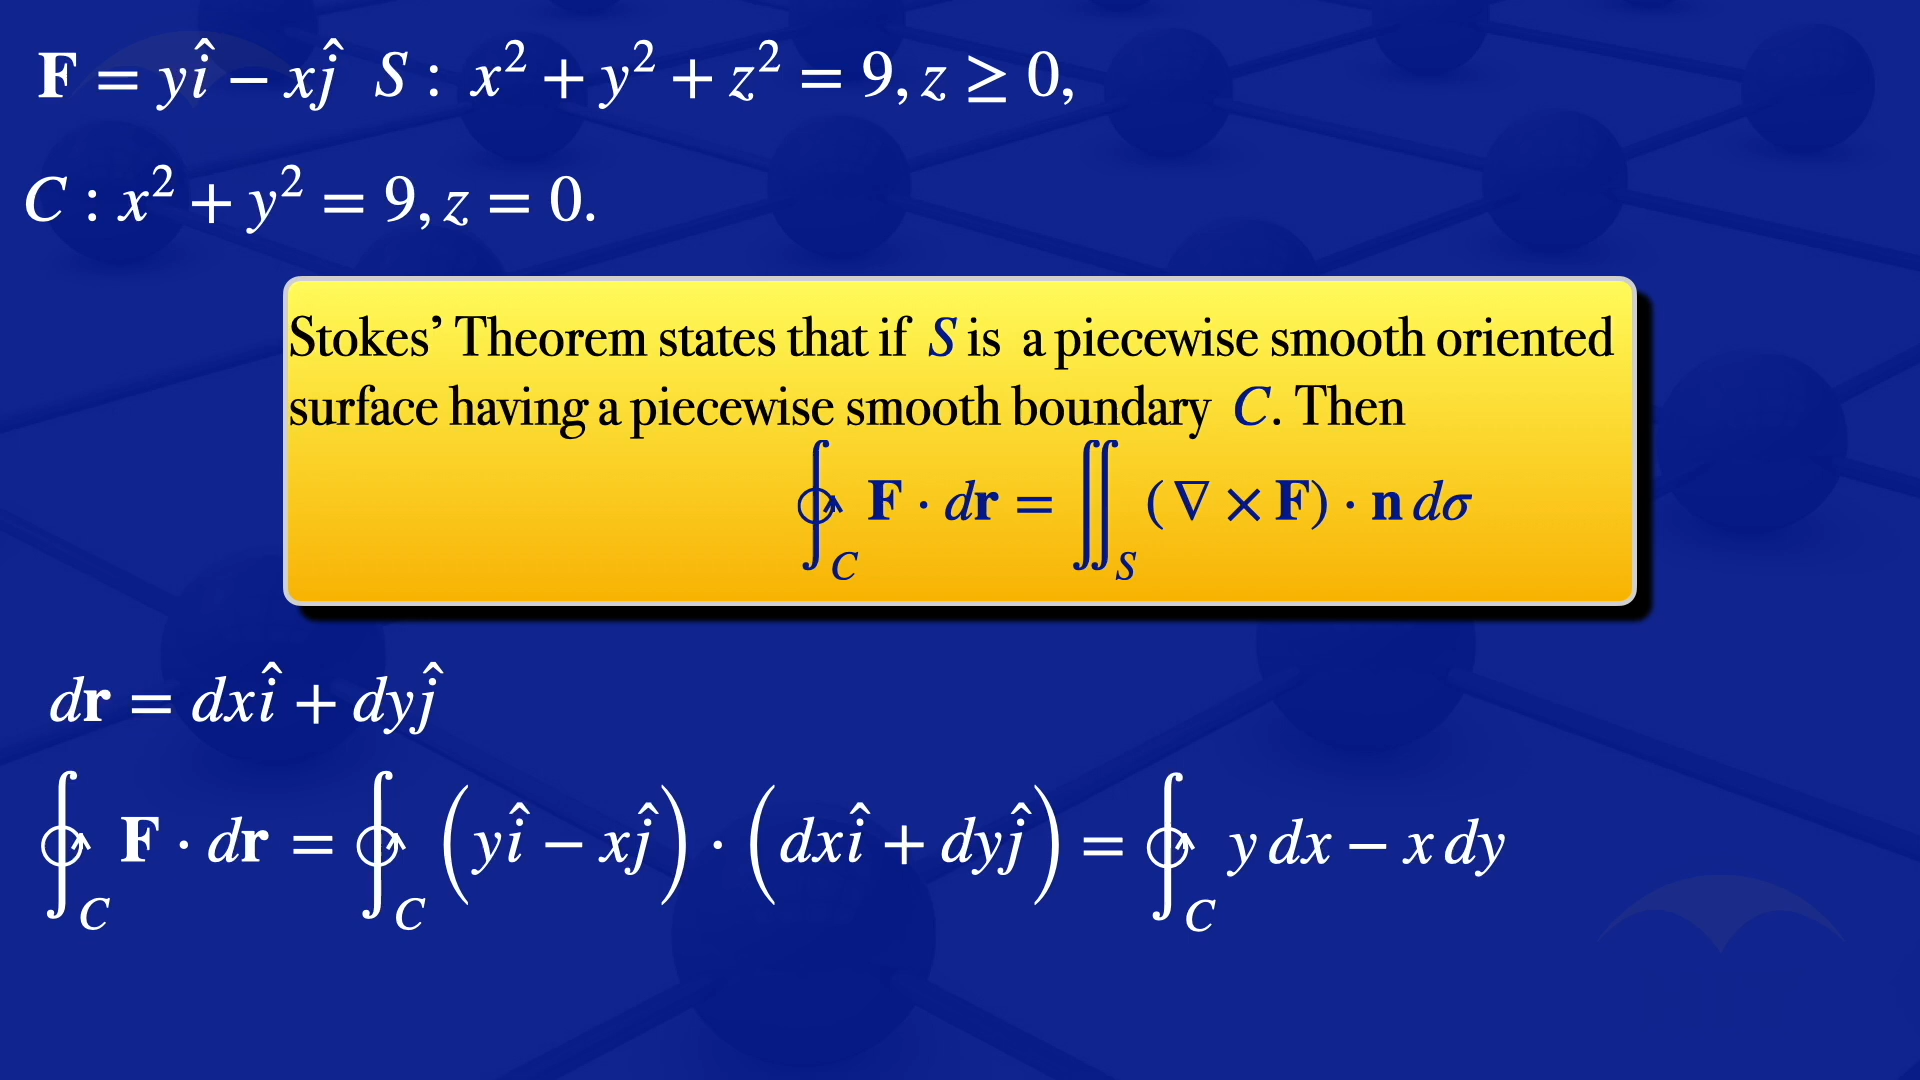 𝐅 = yî − xĵ  S : x² + y² + z² = 9, z ≥ 0,
C : x² + y² = 9, z = 0.
Stokes’ Theorem states that if S is a piecewise smooth oriented
surface having a piecewise smooth boundary C. Then
∳_C 𝐅 · d𝐫 = ∬_S (∇ × 𝐅) · 𝐧 dσ
d𝐫 = dxî + dyĵ
∳_C 𝐅 · d𝐫 = ∳_C (yî − xĵ) · (dxî + dyĵ) = ∳_C y dx − x dy